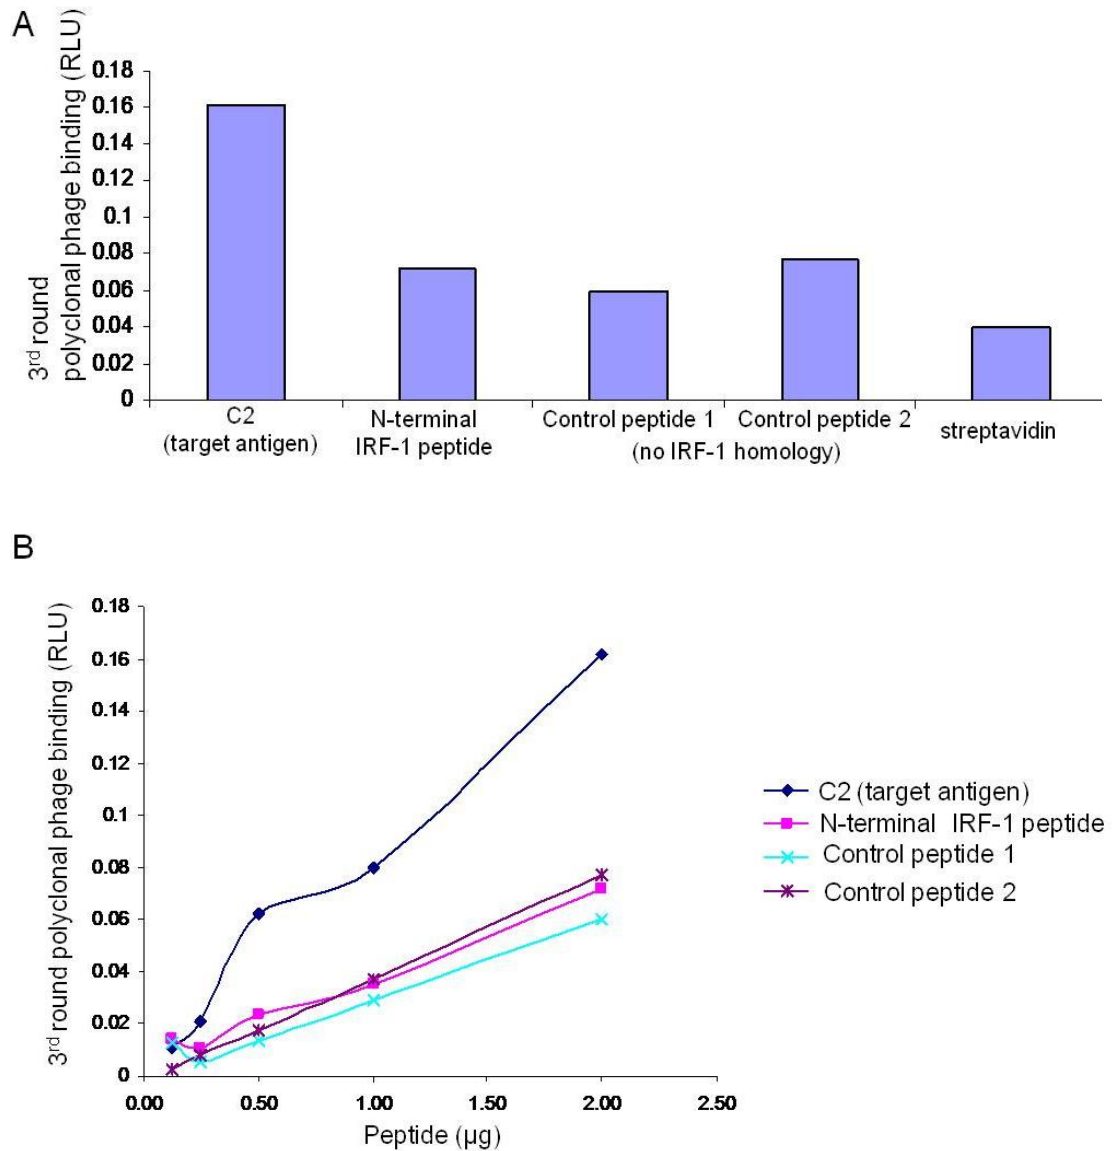 A
3rd round
polyclonal phage binding (RLU)
0.18
0.16
0.14
0.12
0.1
0.08
0.06
0.04
0.02
0
C2
(target antigen)
N-terminal
IRF-1 peptide
Control peptide 1
Control peptide 2
(no IRF-1 homology)
streptavidin
B
3rd round polyclonal phage binding (RLU)
0.18
0.16
0.14
0.12
0.1
0.08
0.06
0.04
0.02
0
0.00
0.50
1.00
1.50
2.00
2.50
Peptide (µg)
C2 (target antigen)
N-terminal IRF-1 peptide
Control peptide 1
Control peptide 2